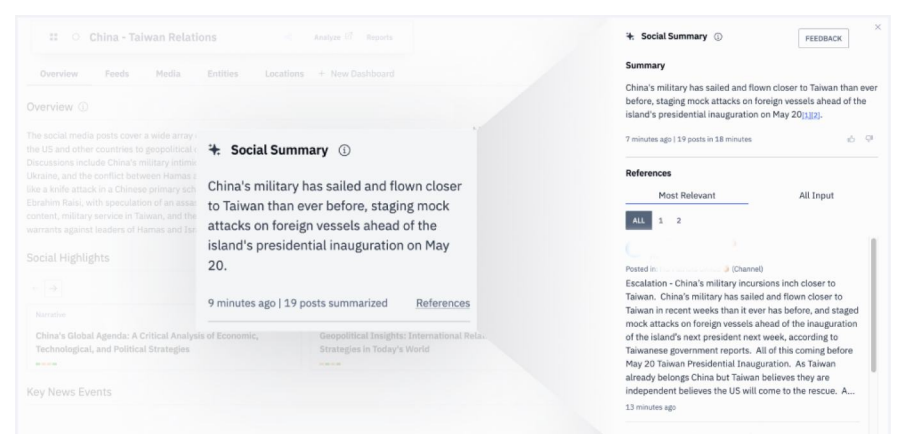 China - Taiwan Relations
Analyze
Reports
Overview
Feeds
Media
Entities
Locations
+ New Dashboard
Overview
The social media posts cover a wide array
the US and other countries to geopolitical
Discussions include China's military intimi
Ukraine, and the conflict between Hamas
like a knife attack in a Chinese primary sch
Ebrahim Raisi, with speculation of an assa
content, military service in Taiwan, and the
warrants against leaders of Hamas and Isr
Social Highlights
Narrative
China's Global Agenda: A Critical Analysis of Economic,
Technological, and Political Strategies
Geopolitical Insights: International Rela
Strategies in Today's World
Key News Events
Social Summary
China's military has sailed and flown closer
to Taiwan than ever before, staging mock
attacks on foreign vessels ahead of the
island's presidential inauguration on May
20.
9 minutes ago | 19 posts summarized
References
Social Summary
FEEDBACK
Summary
China's military has sailed and flown closer to Taiwan than ever
before, staging mock attacks on foreign vessels ahead of the
island's presidential inauguration on May 20[1][2].
7 minutes ago | 19 posts in 18 minutes
References
Most Relevant
All Input
ALL 1 2
Posted in
(Channel)
Escalation - China's military incursions inch closer to
Taiwan. China's military has sailed and flown closer to
Taiwan in recent weeks than it ever has before, and staged
mock attacks on foreign vessels ahead of the inauguration
of the island's next president next week, according to
Taiwanese government reports. All of this coming before
May 20 Taiwan Presidential Inauguration. As Taiwan
already belongs China but Taiwan believes they are
independent believes the US will come to the rescue. A...
13 minutes ago